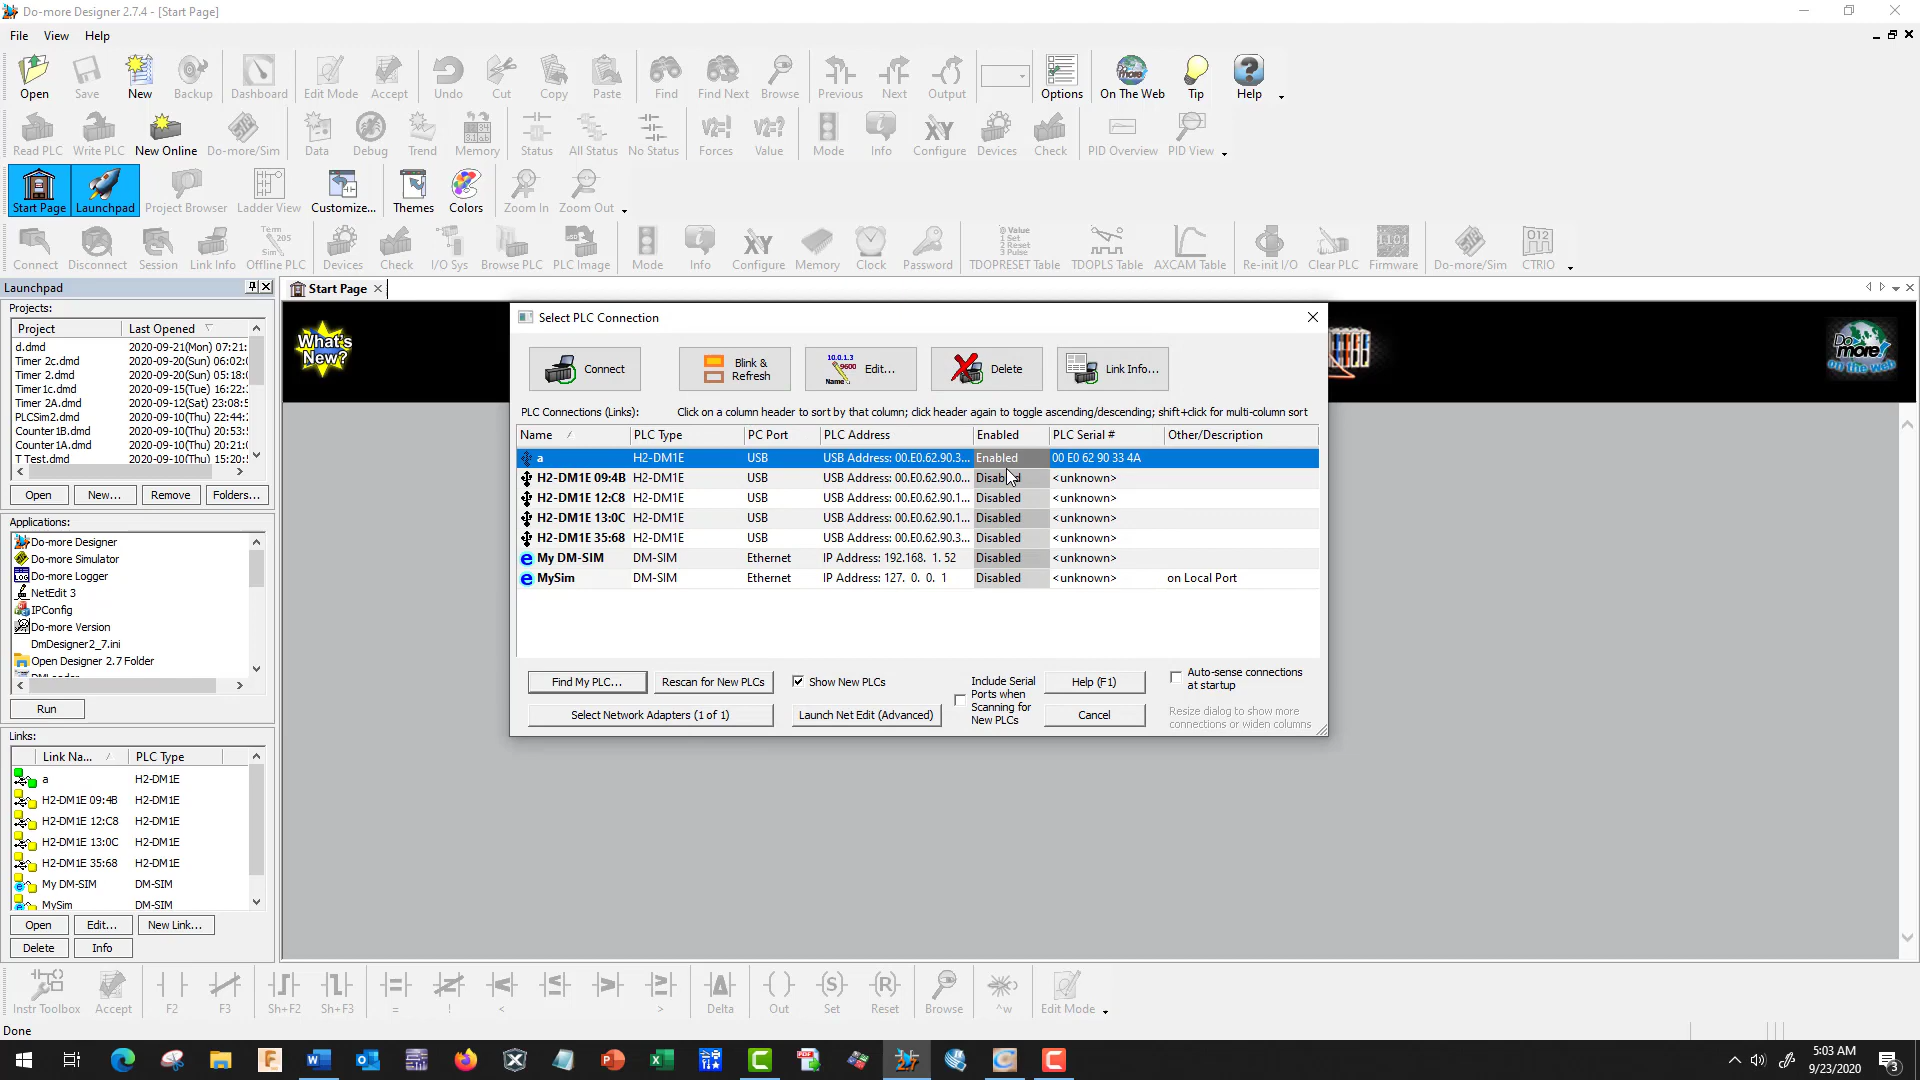 Do-more Designer 2.7.4 - [Start Page]
File View Help
Open Save New Backup Dashboard Edit Mode Accept Undo Cut Copy Paste Find Find Next Browse Previous Next Output Options On The Web Tip Help
Read PLC Write PLC New Online Do-more/Sim Data Debug Trend Memory Status All Status No Status Forces Value Mode Info Configure Devices Check PID Overview PID View
Start Page Launchpad Project Browser Ladder View Customize... Themes Colors Zoom In Zoom Out
Connect Disconnect Session Link Info Offline PLC Devices Check I/O Sys Browse PLC PLC Image Mode Info Configure Memory Clock Password TDOPRESET Table TDOPLS Table AXCAM Table Re-init I/O Clear PLC Firmware Do-more/Sim CTRIO
Launchpad
Start Page
Projects:
Project Last Opened
d.dmd 2020-09-21(Mon) 07:21:
Timer 2c.dmd 2020-09-20(Sun) 06:02:(
Timer 2.dmd 2020-09-20(Sun) 05:18:(
Timer1c.dmd 2020-09-15(Tue) 16:22:
Timer 2A.dmd 2020-09-12(Sat) 23:08:5
PLCSim2.dmd 2020-09-10(Thu) 22:44:
Counter1B.dmd 2020-09-10(Thu) 20:53:
Counter1A.dmd 2020-09-10(Thu) 20:21:(
T Test.dmd 2020-09-10(Thu) 15:20:
Open New... Remove Folders...
Applications:
Do-more Designer
Do-more Simulator
Do-more Logger
NetEdit 3
IPConfig
Do-more Version
DmDesigner2_7.ini
Open Designer 2.7 Folder
Run
Links:
Link Na... PLC Type
a H2-DM1E
H2-DM1E 09:4B H2-DM1E
H2-DM1E 12:C8 H2-DM1E
H2-DM1E 13:0C H2-DM1E
H2-DM1E 35:68 H2-DM1E
My DM-SIM DM-SIM
MySim DM-SIM
Open Edit... New Link...
Delete Info
What's New?
Do-more! on the web
Select PLC Connection
Connect Blink & Refresh Edit... Delete Link Info...
PLC Connections (Links): Click on a column header to sort by that column; click header again to toggle ascending/descending; shift+click for multi-column sort
Name PLC Type PC Port PLC Address Enabled PLC Serial # Other/Description
a H2-DM1E USB USB Address: 00.E0.62.90.3... Enabled 00 E0 62 90 33 4A
H2-DM1E 09:4B H2-DM1E USB USB Address: 00.E0.62.90.0... Disabled <unknown>
H2-DM1E 12:C8 H2-DM1E USB USB Address: 00.E0.62.90.1... Disabled <unknown>
H2-DM1E 13:0C H2-DM1E USB USB Address: 00.E0.62.90.1... Disabled <unknown>
H2-DM1E 35:68 H2-DM1E USB USB Address: 00.E0.62.90.3... Disabled <unknown>
My DM-SIM DM-SIM Ethernet IP Address: 192.168. 1. 52 Disabled <unknown>
MySim DM-SIM Ethernet IP Address: 127. 0. 0. 1 Disabled <unknown> on Local Port
Find My PLC... Rescan for New PLCs Show New PLCs
Include Serial Ports when Scanning for New PLCs
Help (F1)
Auto-sense connections at startup
Select Network Adapters (1 of 1) Launch Net Edit (Advanced) Cancel
Resize dialog to show more connections or widen columns
Instr Toolbox Accept F2 F3 Sh+F2 Sh+F3 = ! < > Delta Out Set Reset Browse ^w Edit Mode
Done
5:03 AM
9/23/2020
3